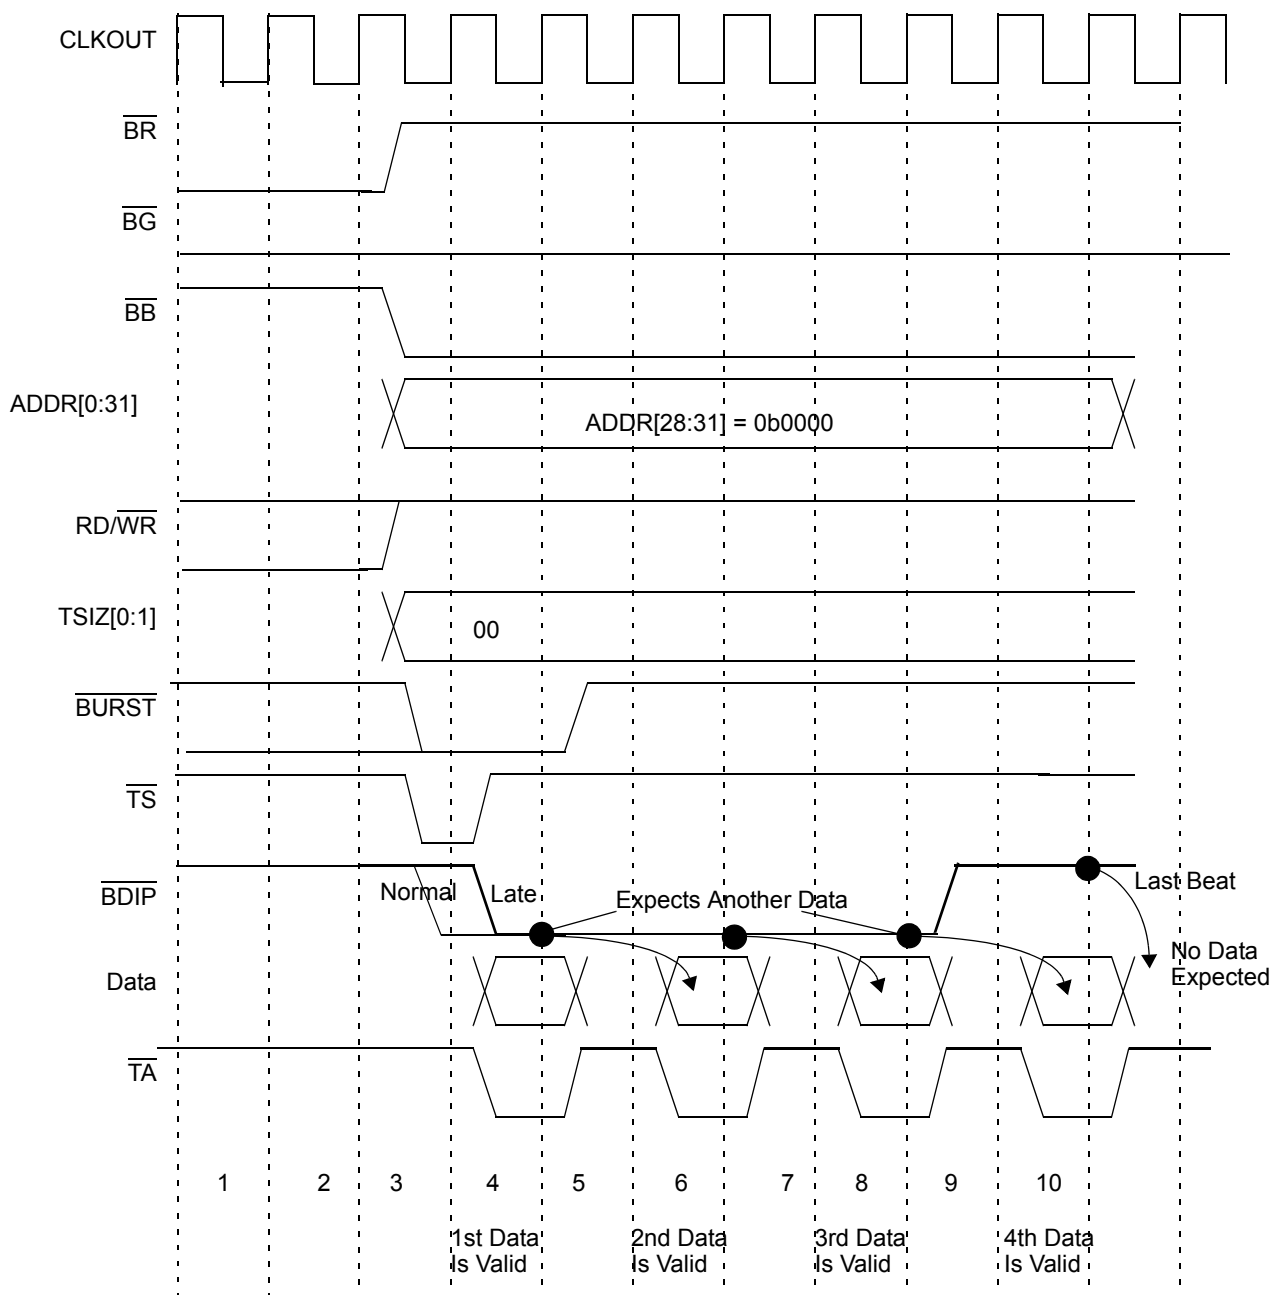 CLKOUT
BR
BG
BB
ADDR[0:31]
ADDR[28:31] = 0b0000
RD/WR
TSIZ[0:1]
00
BURST
TS
BDIP
Normal
Late
Expects Another Data
Last Beat
No Data
Expected
Data
TA
1 2 3 4 5 6 7 8 9 10
1st Data
Is Valid
2nd Data
Is Valid
3rd Data
Is Valid
4th Data
Is Valid